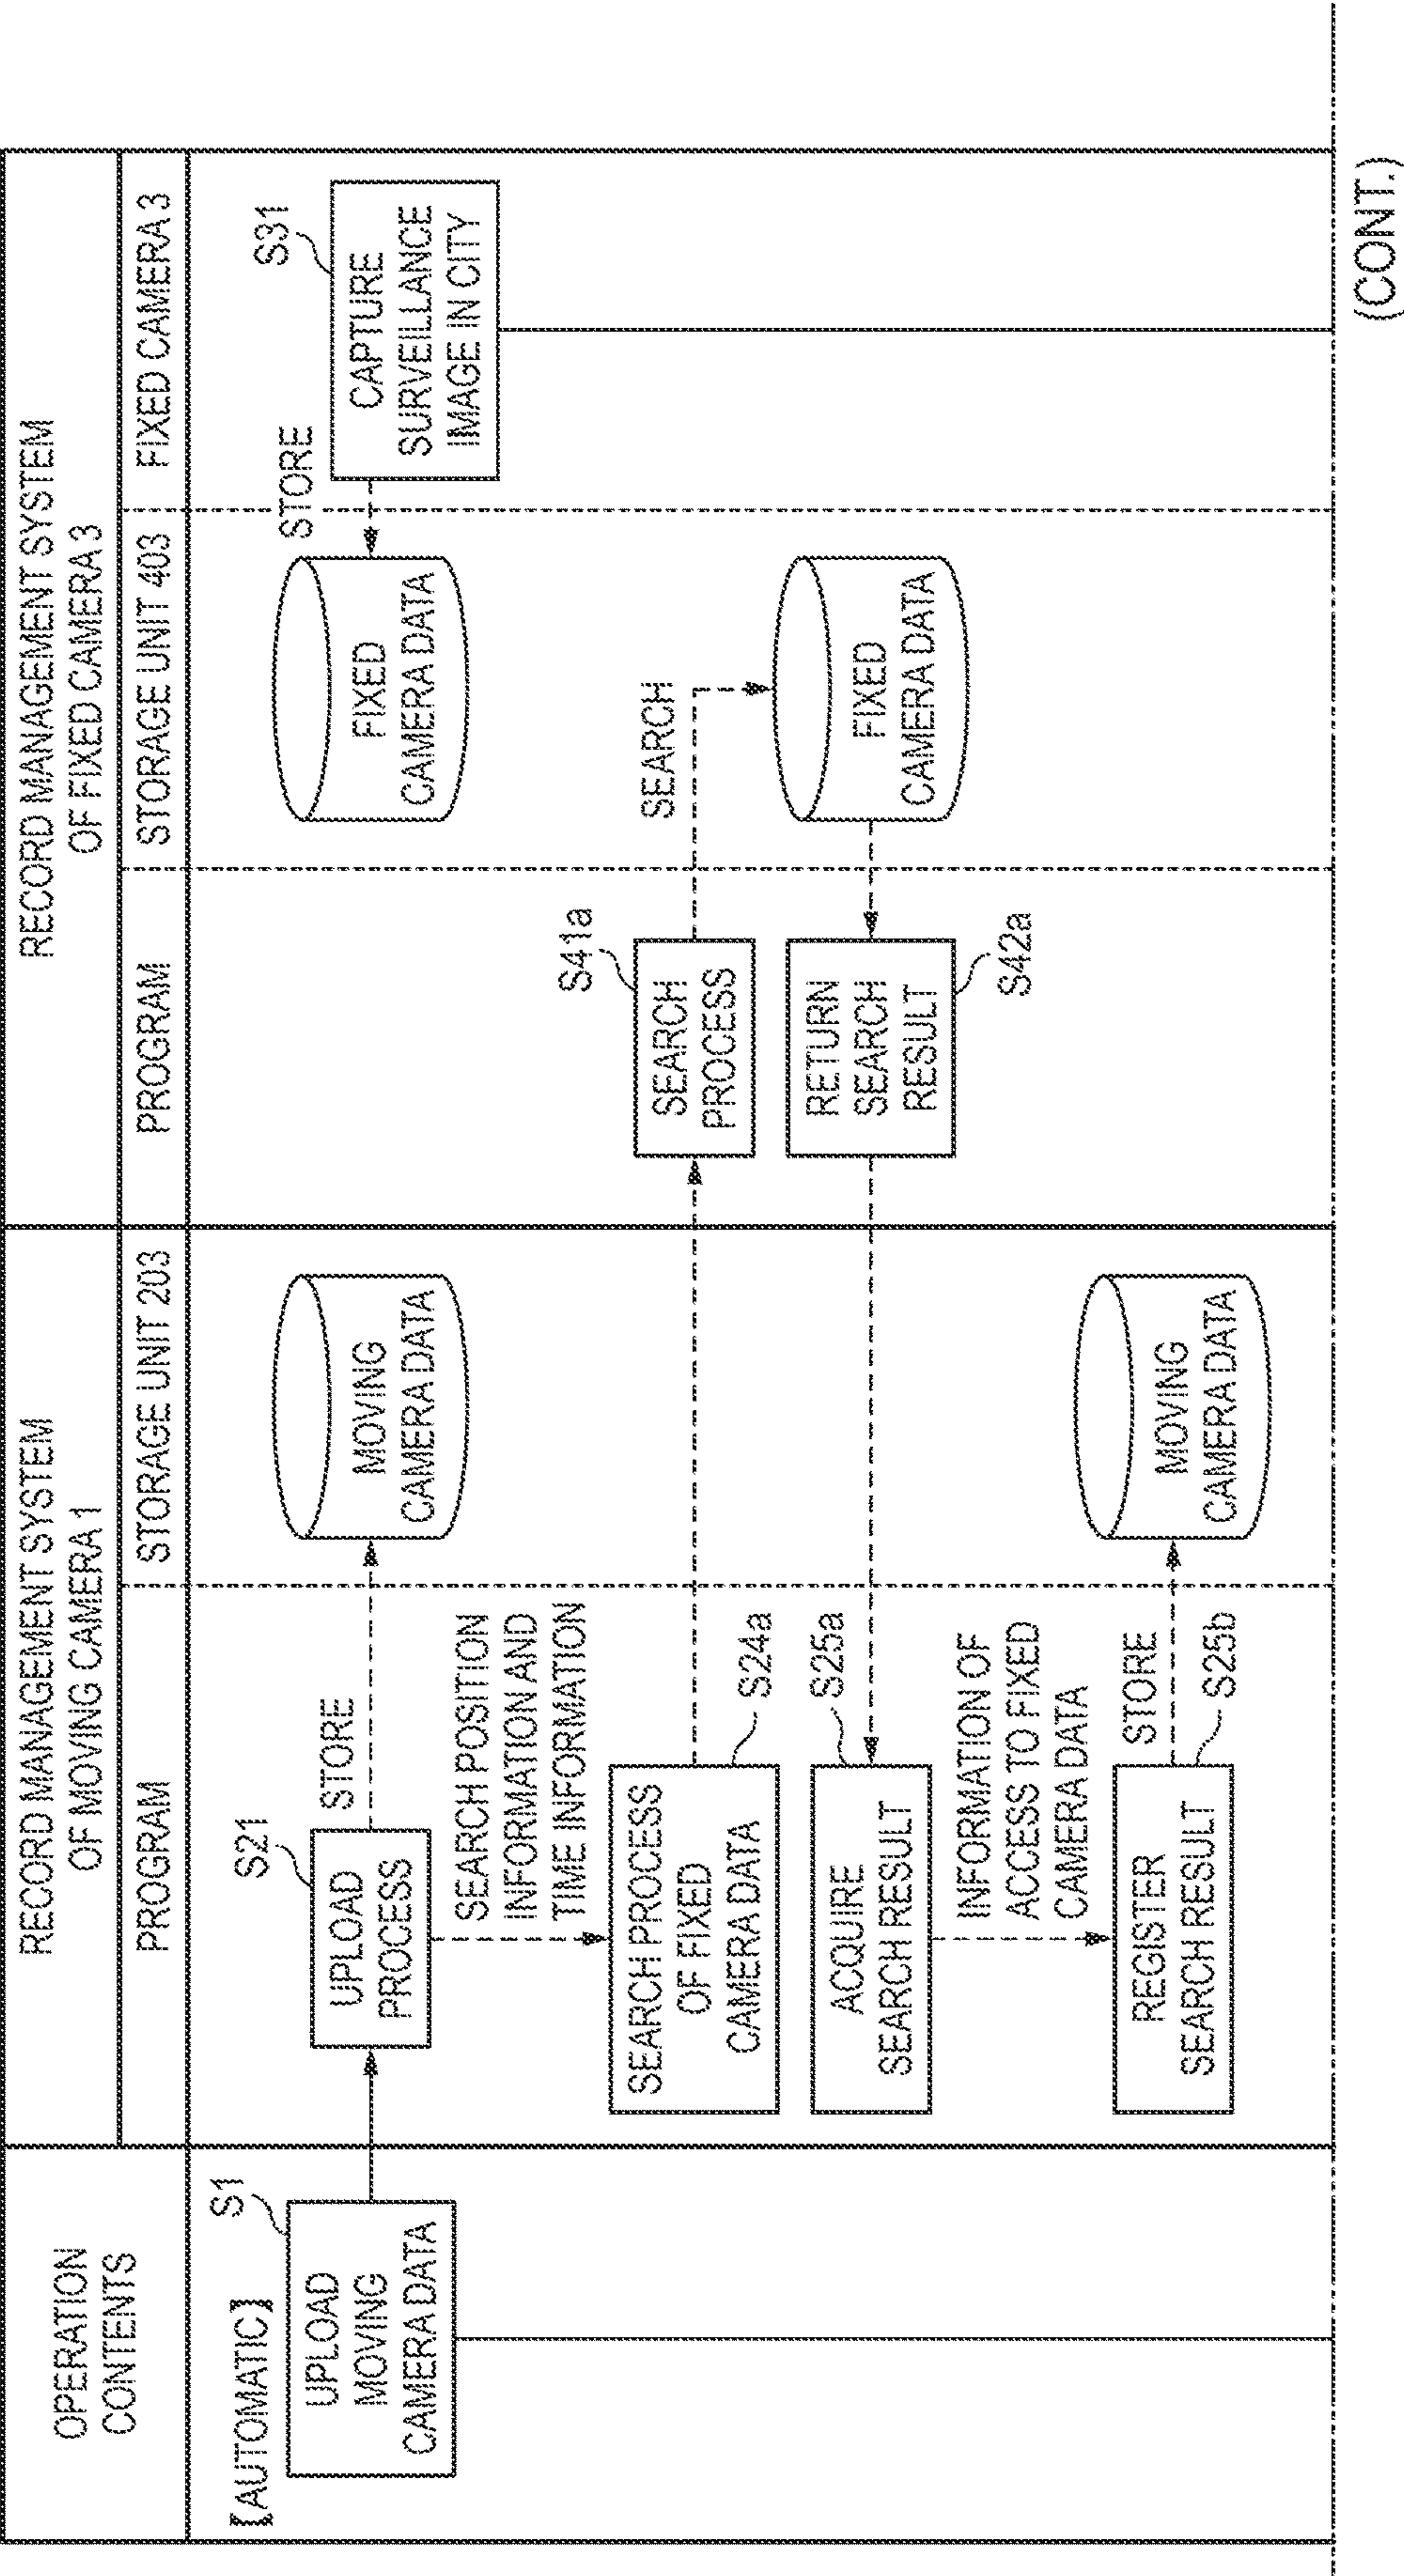 OPERATION
CONTENTS
RECORD MANAGEMENT SYSTEM
OF MOVING CAMERA 1
RECORD MANAGEMENT SYSTEM
OF FIXED CAMERA 3
PROGRAM
STORAGE UNIT 203
PROGRAM
STORAGE UNIT 403
FIXED CAMERA 3
【AUTOMATIC】
S1
UPLOAD
MOVING
CAMERA DATA
S21
UPLOAD
PROCESS
STORE
MOVING
CAMERA DATA
FIXED
CAMERA DATA
STORE
S31
CAPTURE
SURVEILLANCE
IMAGE IN CITY
SEARCH POSITION
INFORMATION AND
TIME INFORMATION
SEARCH PROCESS
OF FIXED
CAMERA DATA
S24a
S41a
SEARCH
PROCESS
SEARCH
FIXED
CAMERA DATA
RETURN
SEARCH
RESULT
S42a
S25a
ACQUIRE
SEARCH RESULT
INFORMATION OF
ACCESS TO FIXED
CAMERA DATA
REGISTER
SEARCH RESULT
S25b
STORE
MOVING
CAMERA DATA
(CONT.)